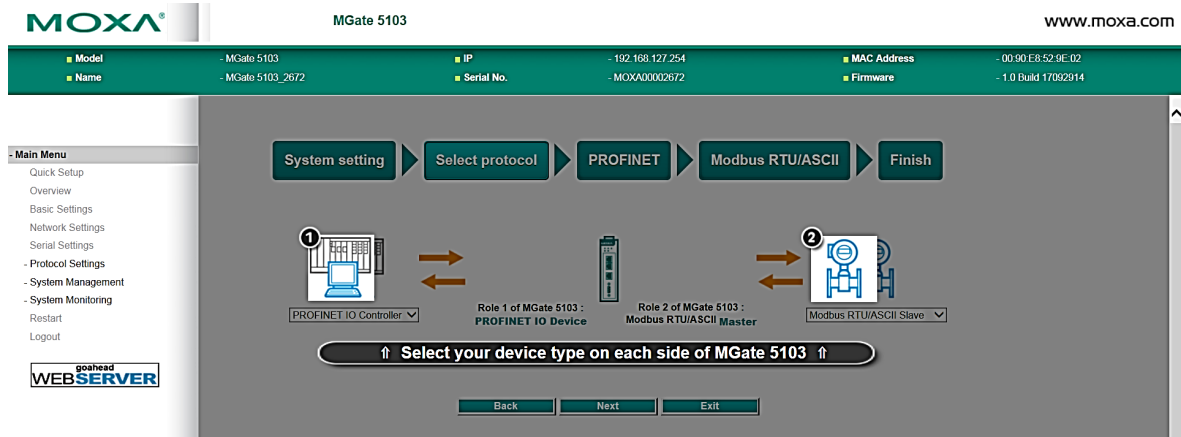 MOXA®
MGate 5103
www.moxa.com
Model - MGate 5103 IP - 192.168.127.254 MAC Address - 00:90:E8:52:9E:02
Name - MGate 5103_2672 Serial No. - MOXA00002672 Firmware - 1.0 Build 17092914
- Main Menu
Quick Setup
Overview
Basic Settings
Network Settings
Serial Settings
- Protocol Settings
- System Management
- System Monitoring
Restart
Logout
goahead
WEBSERVER
System setting Select protocol PROFINET Modbus RTU/ASCII Finish
1 2
PROFINET IO Controller
Role 1 of MGate 5103 :
PROFINET IO Device
Role 2 of MGate 5103 :
Modbus RTU/ASCII Master
Modbus RTU/ASCII Slave
⇑ Select your device type on each side of MGate 5103 ⇑
Back Next Exit